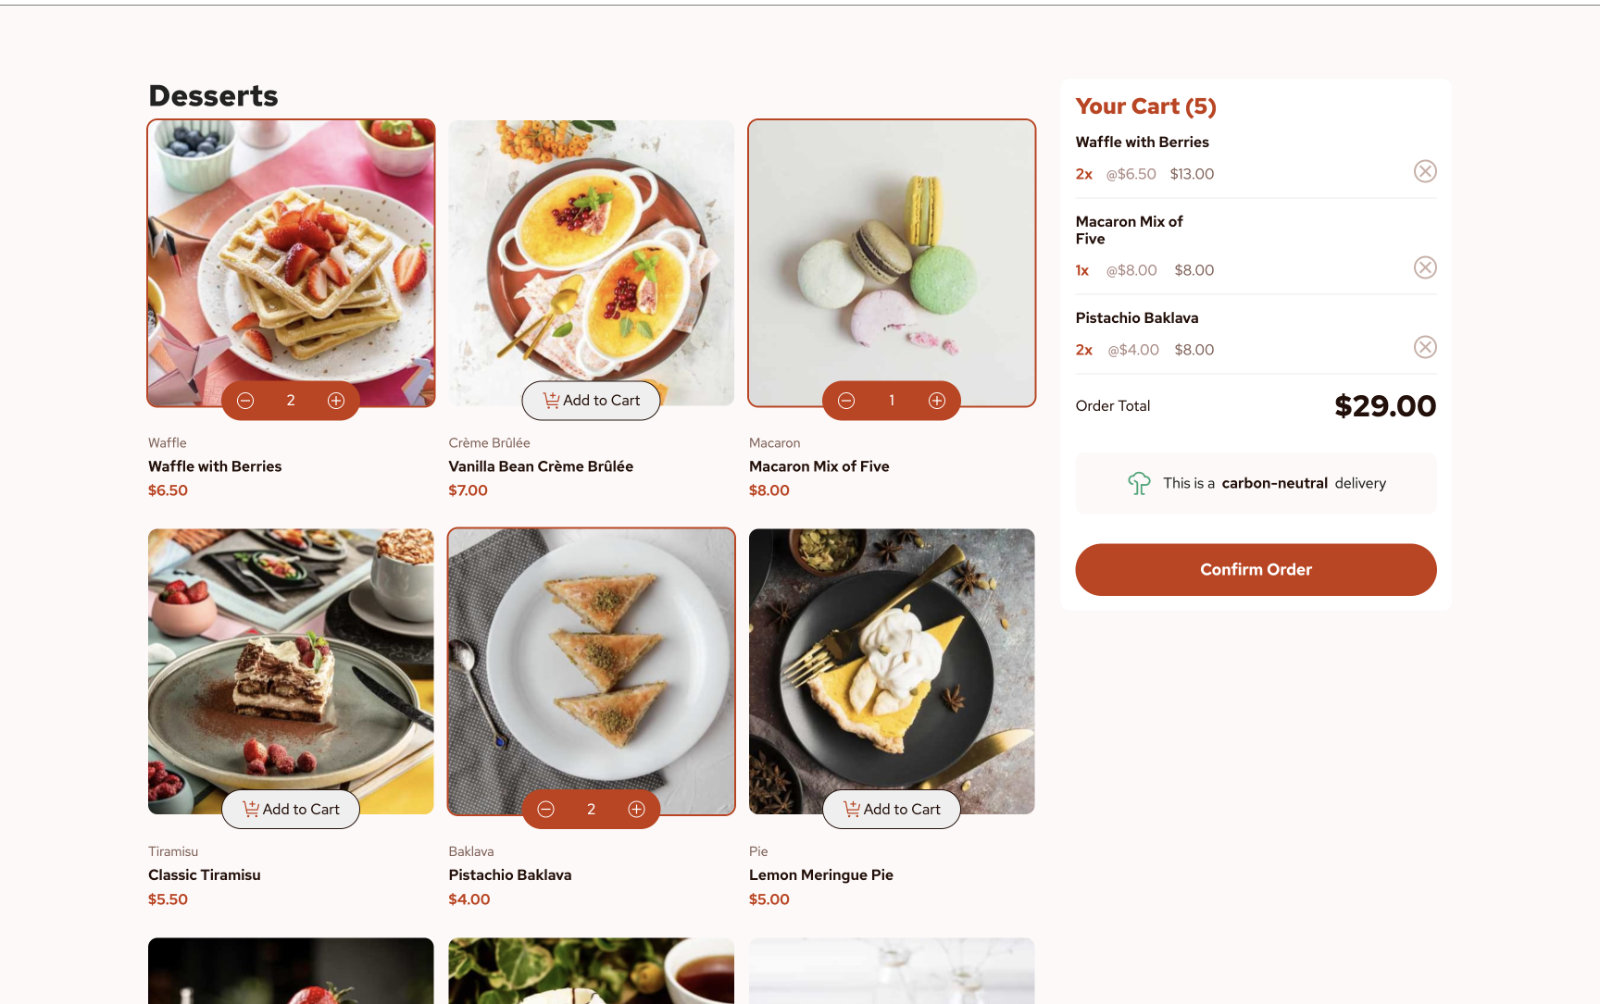 Desserts
2
Add to Cart
1
Waffle
Waffle with Berries
$6.50
Crème Brûlée
Vanilla Bean Crème Brûlée
$7.00
Macaron
Macaron Mix of Five
$8.00
Add to Cart
2
Add to Cart
Tiramisu
Classic Tiramisu
$5.50
Baklava
Pistachio Baklava
$4.00
Pie
Lemon Meringue Pie
$5.00
Your Cart (5)
Waffle with Berries
2x @$6.50 $13.00
Macaron Mix of
Five
1x @$8.00 $8.00
Pistachio Baklava
2x @$4.00 $8.00
Order Total $29.00
This is a carbon-neutral delivery
Confirm Order